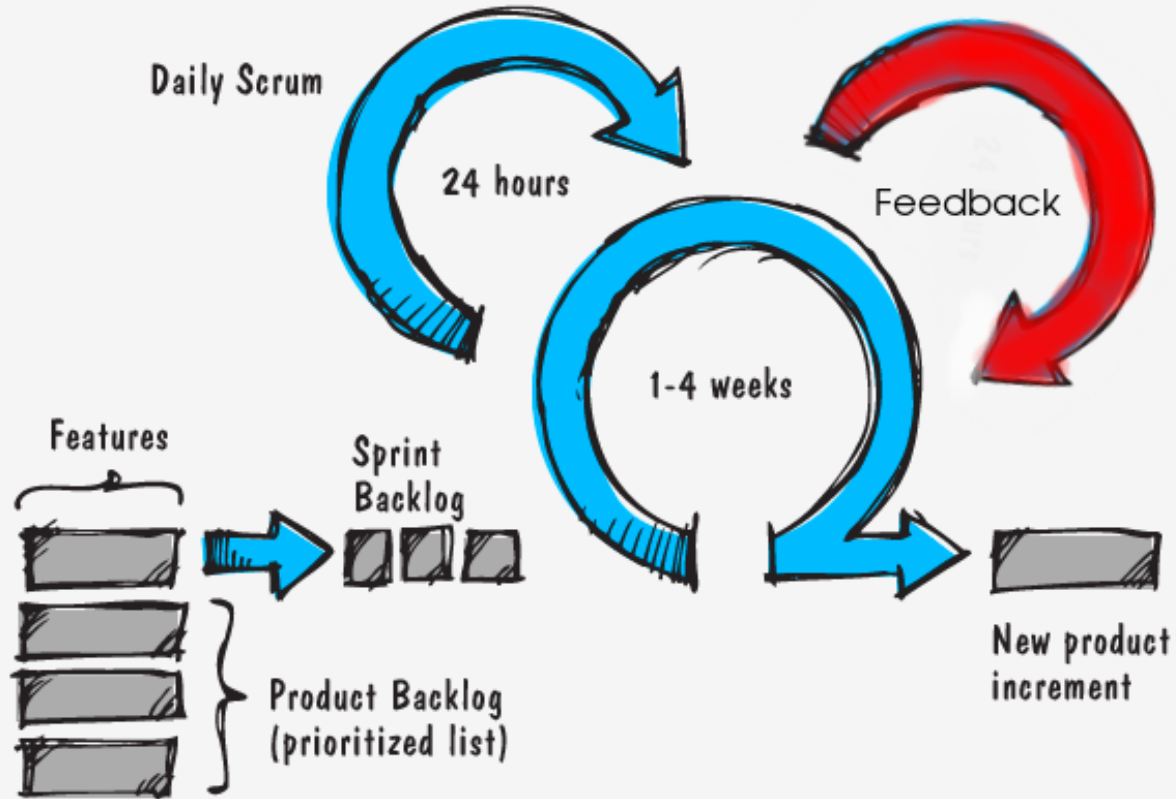 Daily Scrum
24 hours
Feedback
1-4 weeks
Features
Sprint
Backlog
Product Backlog
(prioritized list)
New product
increment